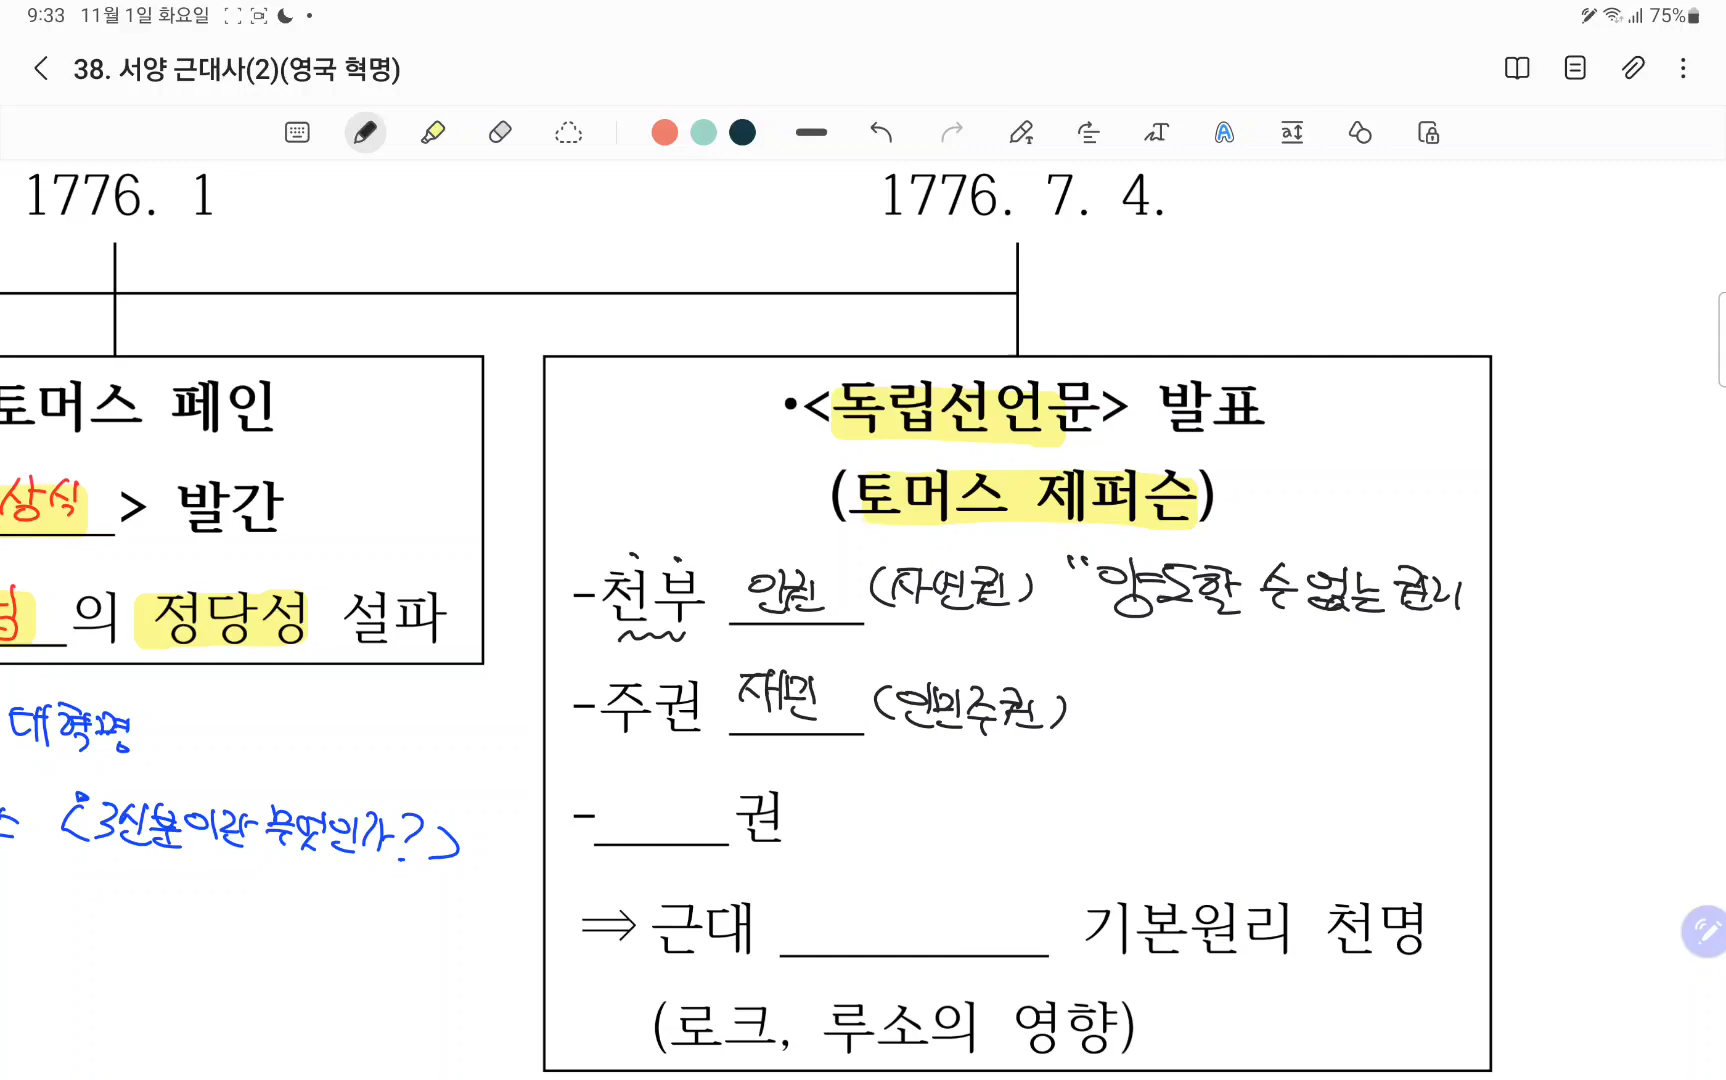 9:33 11월 1일 화요일
75%
38. 서양 근대사(2)(영국 혁명)
1776. 1
1776. 7. 4.
토머스 페인
상식 > 발간
의 정당성 설파
대혁명
(3신분이란 무엇인가?)
•<독립선언문> 발표
(토머스 제퍼슨)
-천부 인권 (자연권) "양도할 수 없는 권리
-주권 재민 (인민주권)
-____권
⇒근대 ________ 기본원리 천명
(로크, 루소의 영향)